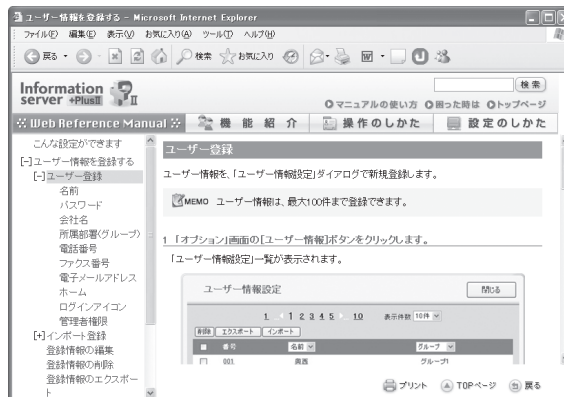 ユーザー情報を登録する - Microsoft Internet Explorer
ファイル(F) 編集(E) 表示(V) お気に入り(A) ツール(T) ヘルプ(H)
戻る 検索 お気に入り
Information server +PlusII II
検索
マニュアルの使い方 困った時は トップページ
Web Reference Manual 機能紹介 操作のしかた 設定のしかた
こんな設定ができます
[-]ユーザー情報を登録する
[-]ユーザー登録
名前
パスワード
会社名
所属部署(グループ)
電話番号
ファクス番号
電子メールアドレス
ホーム
ログインアイコン
管理者権限
[+]インポート登録
登録情報の編集
登録情報の削除
登録情報のエクスポー
ト
ユーザー登録
ユーザー情報を、「ユーザー情報設定」ダイアログで新規登録します。
MEMO ユーザー情報は、最大100件まで登録できます。
1 「オプション」画面の[ユーザー情報]ボタンをクリックします。
「ユーザー情報設定」一覧が表示されます。
ユーザー情報設定 閉じる
1 1 2 3 4 5 10 表示件数 10件
削除 エクスポート インポート
番号 名前 グループ
001. 茜西 グループ1
プリント TOPページ 戻る